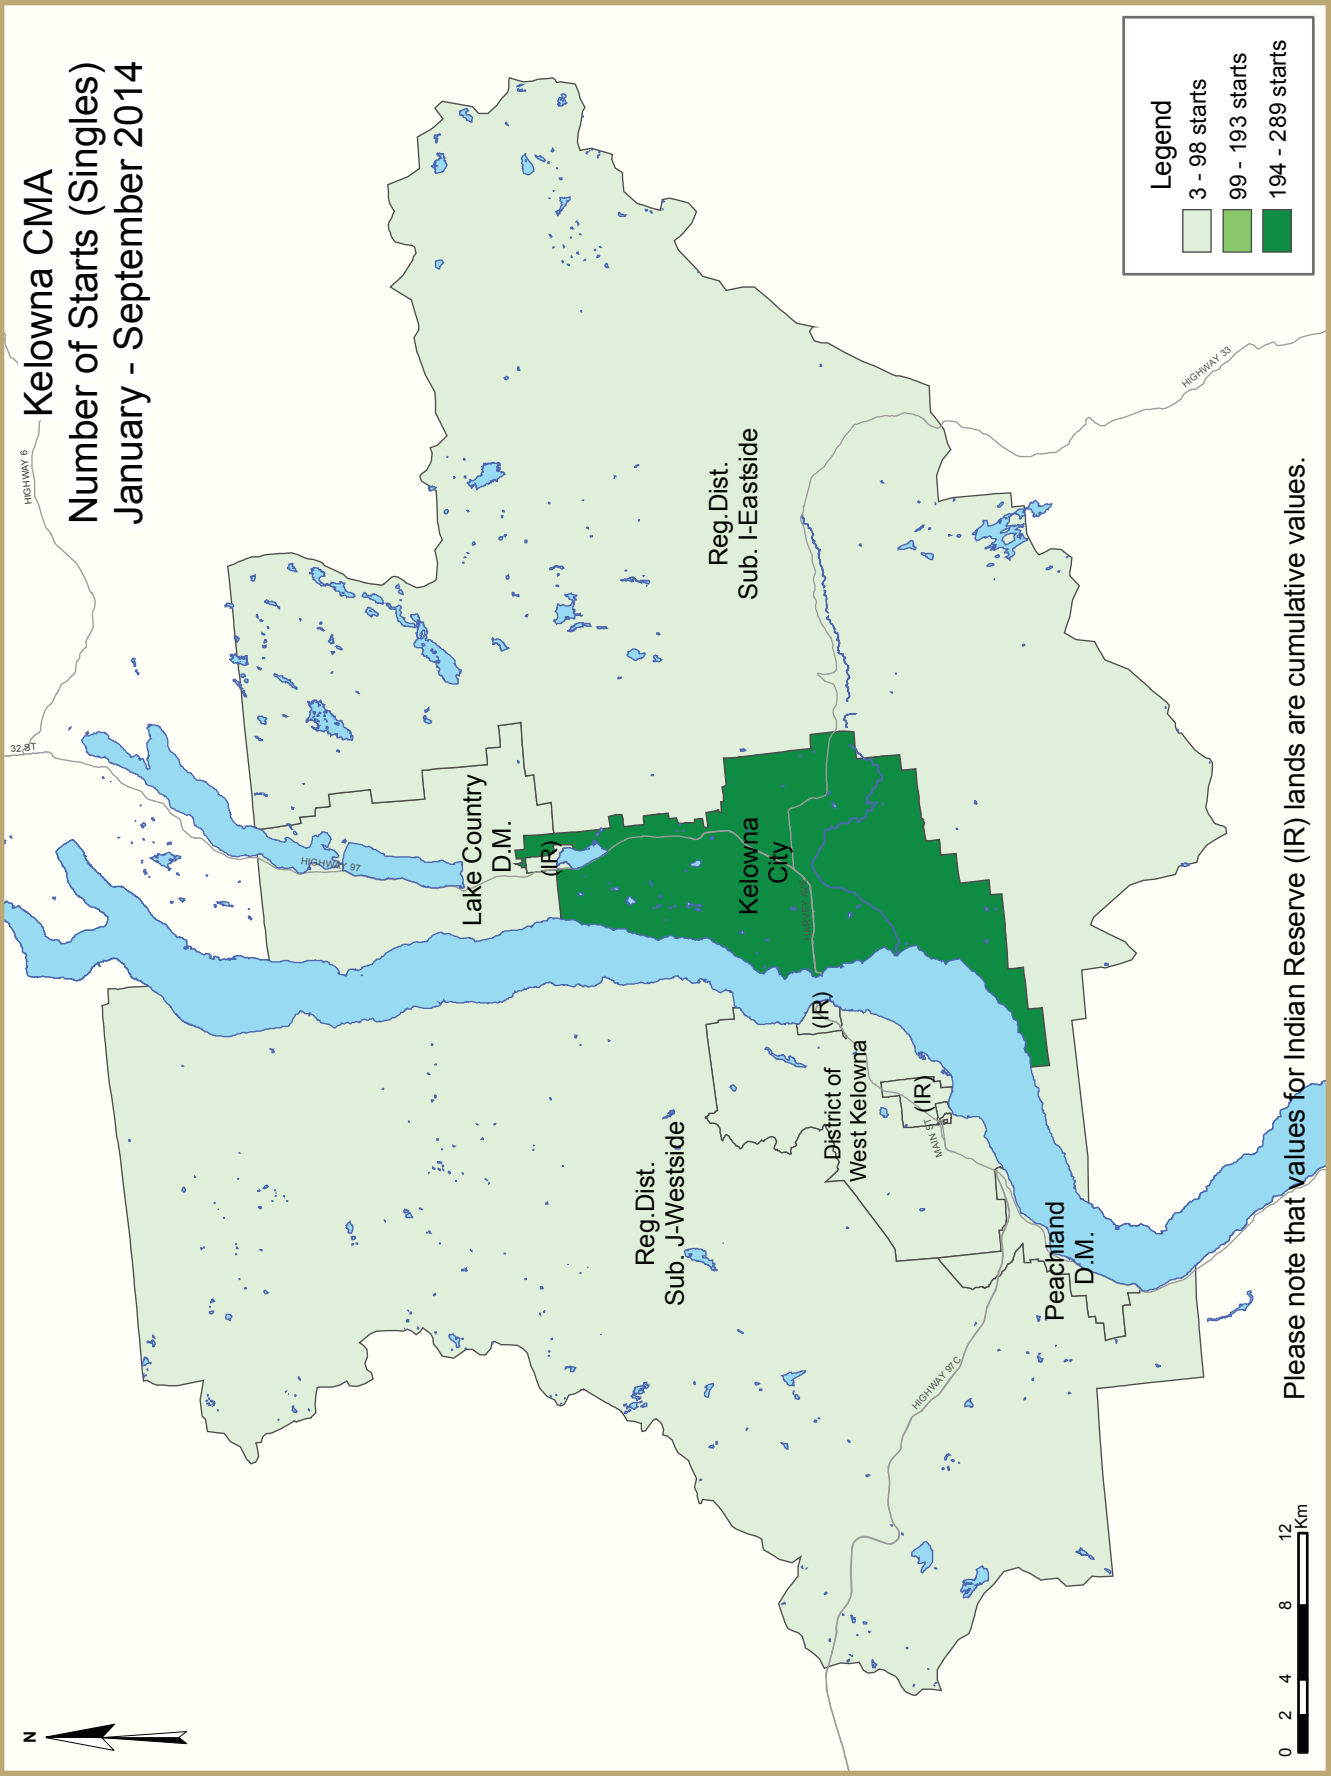 Kelowna CMA
Number of Starts (Singles)
January - September 2014
N
HIGHWAY 6
32 ST
HIGHWAY 97
Lake Country
D.M.
(IR)
Reg.Dist.
Sub. I-Eastside
Kelowna
City
HARVEY AVE
(IR)
District of
West Kelowna
(IR)
MAIN ST
Reg.Dist.
Sub. J-Westside
Peachland
D.M.
HIGHWAY 97 C
HIGHWAY 33
Legend
3 - 98 starts
99 - 193 starts
194 - 289 starts
0 2 4 8 12
Km
Please note that values for Indian Reserve (IR) lands are cumulative values.